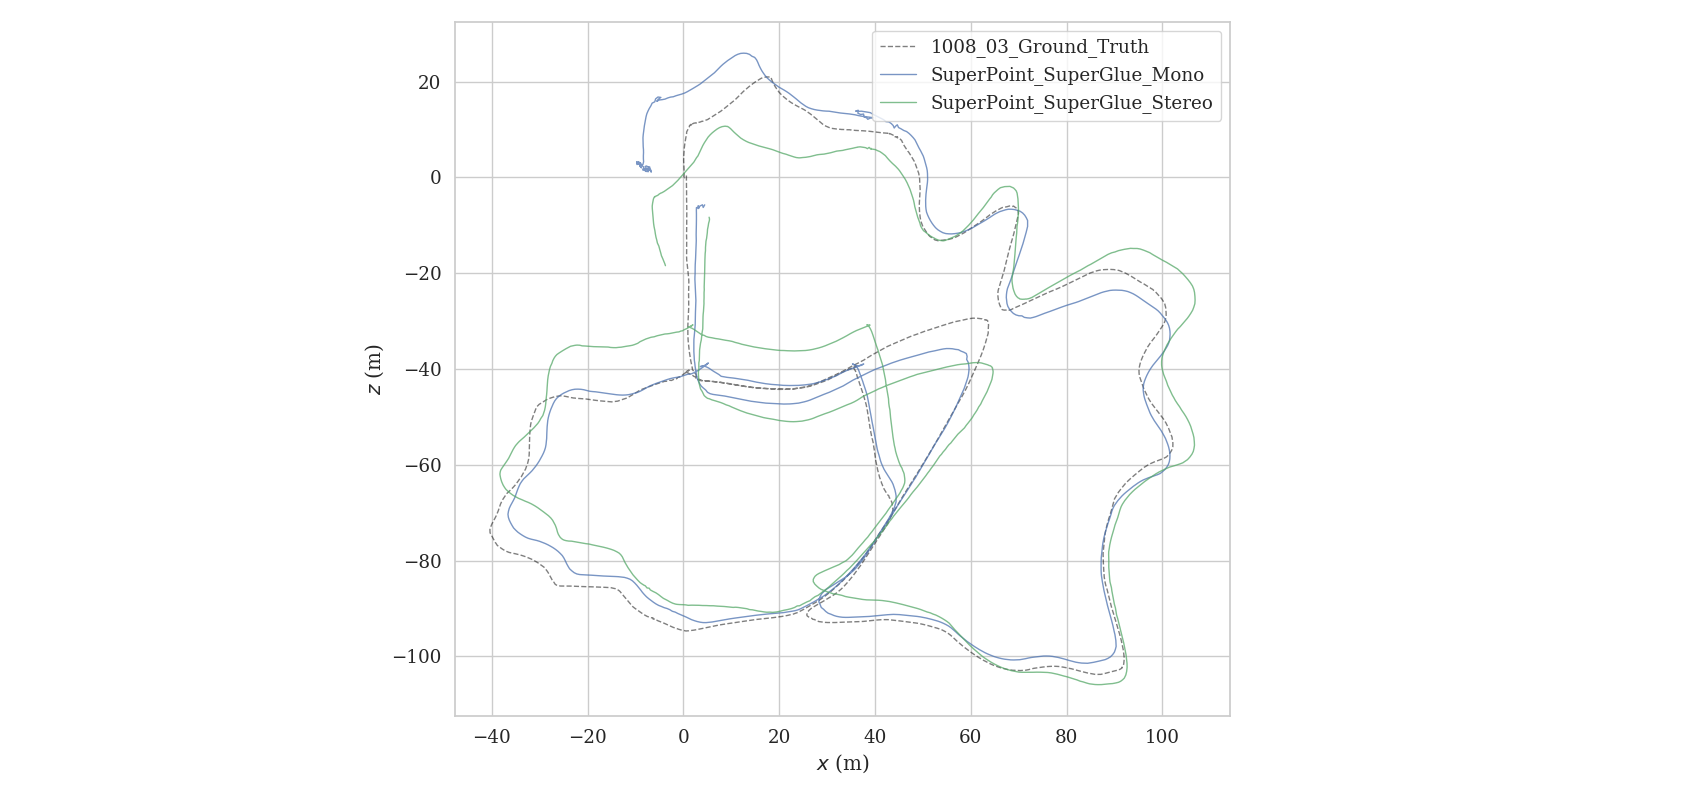 1008_03_Ground_Truth
SuperPoint_SuperGlue_Mono
SuperPoint_SuperGlue_Stereo
20
0
−20
−40
−60
−80
−100
z (m)
−40 −20 0 20 40 60 80 100
x (m)